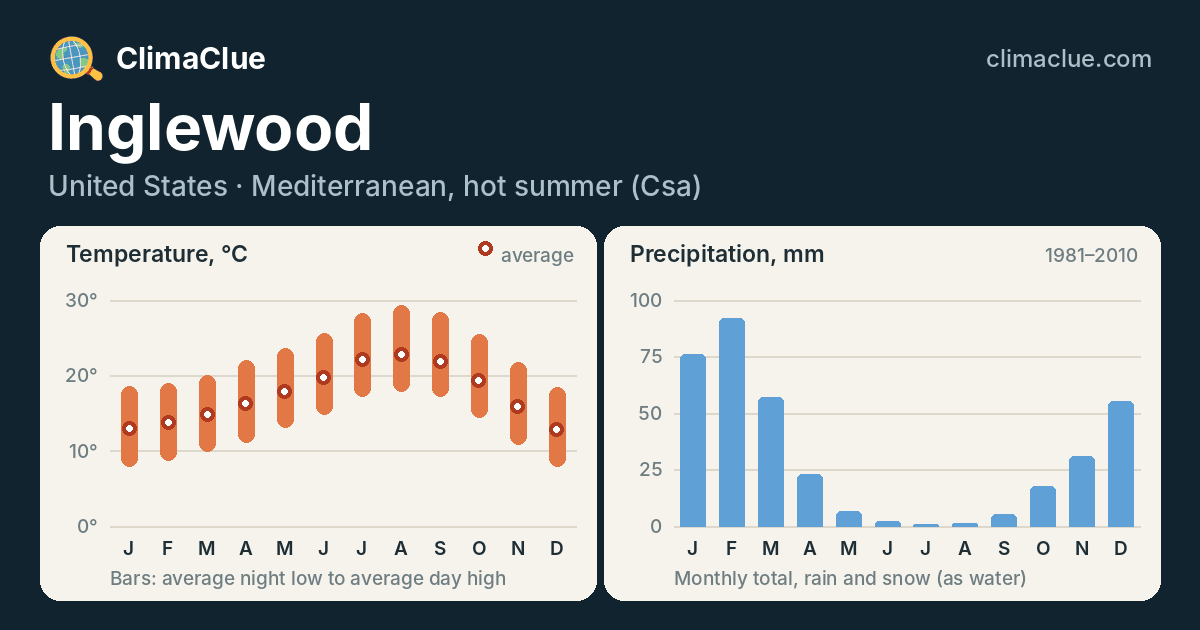 ClimaClue
climaclue.com
Inglewood
United States · Mediterranean, hot summer (Csa)
Temperature, °C
average
30°
20°
10°
0°
J F M A M J J A S O N D
Bars: average night low to average day high
Precipitation, mm
1981–2010
100
75
50
25
0
J F M A M J J A S O N D
Monthly total, rain and snow (as water)